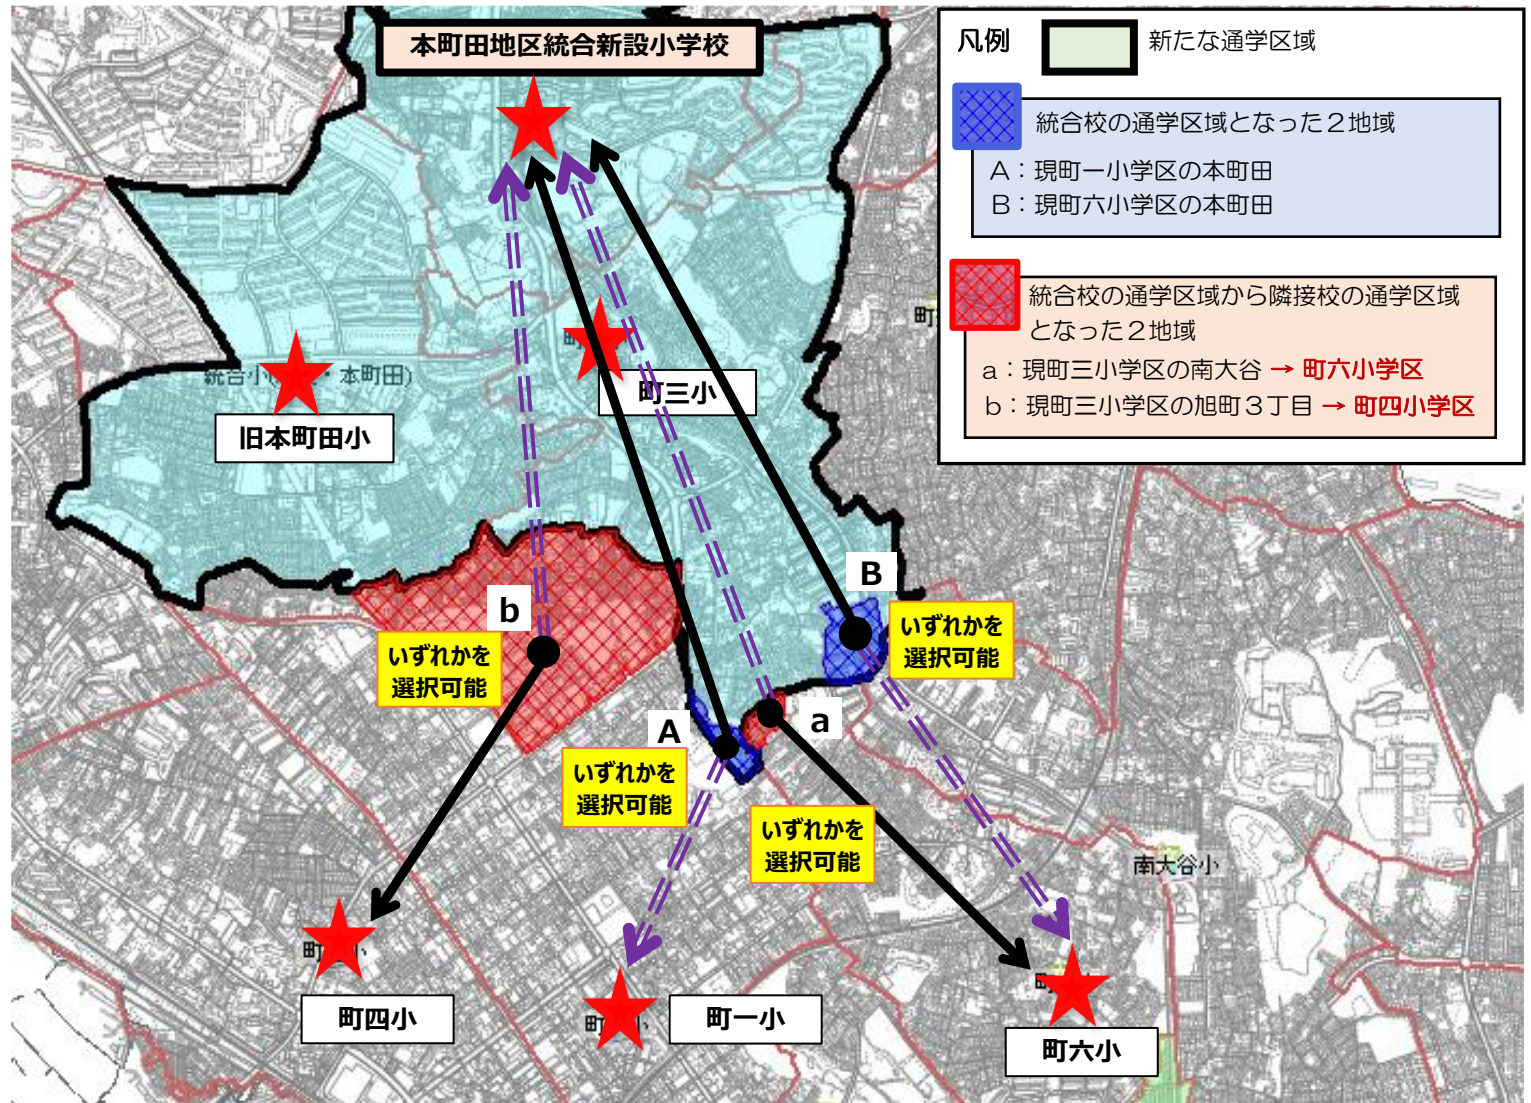 本町田地区統合新設小学校
凡例
新たな通学区域
統合校の通学区域となった２地域
Ａ：現町一小学区の本町田
Ｂ：現町六小学区の本町田
統合校の通学区域から隣接校の通学区域
となった２地域
ａ：現町三小学区の南大谷 → 町六小学区
ｂ：現町三小学区の旭町３丁目 → 町四小学区
町三小
統合小
・本町田)
旧本町田小
b
B
いずれかを
選択可能
いずれかを
選択可能
A
a
いずれかを
選択可能
いずれかを
選択可能
南大谷小
町
小
町四小
町
町一小
町
町六小